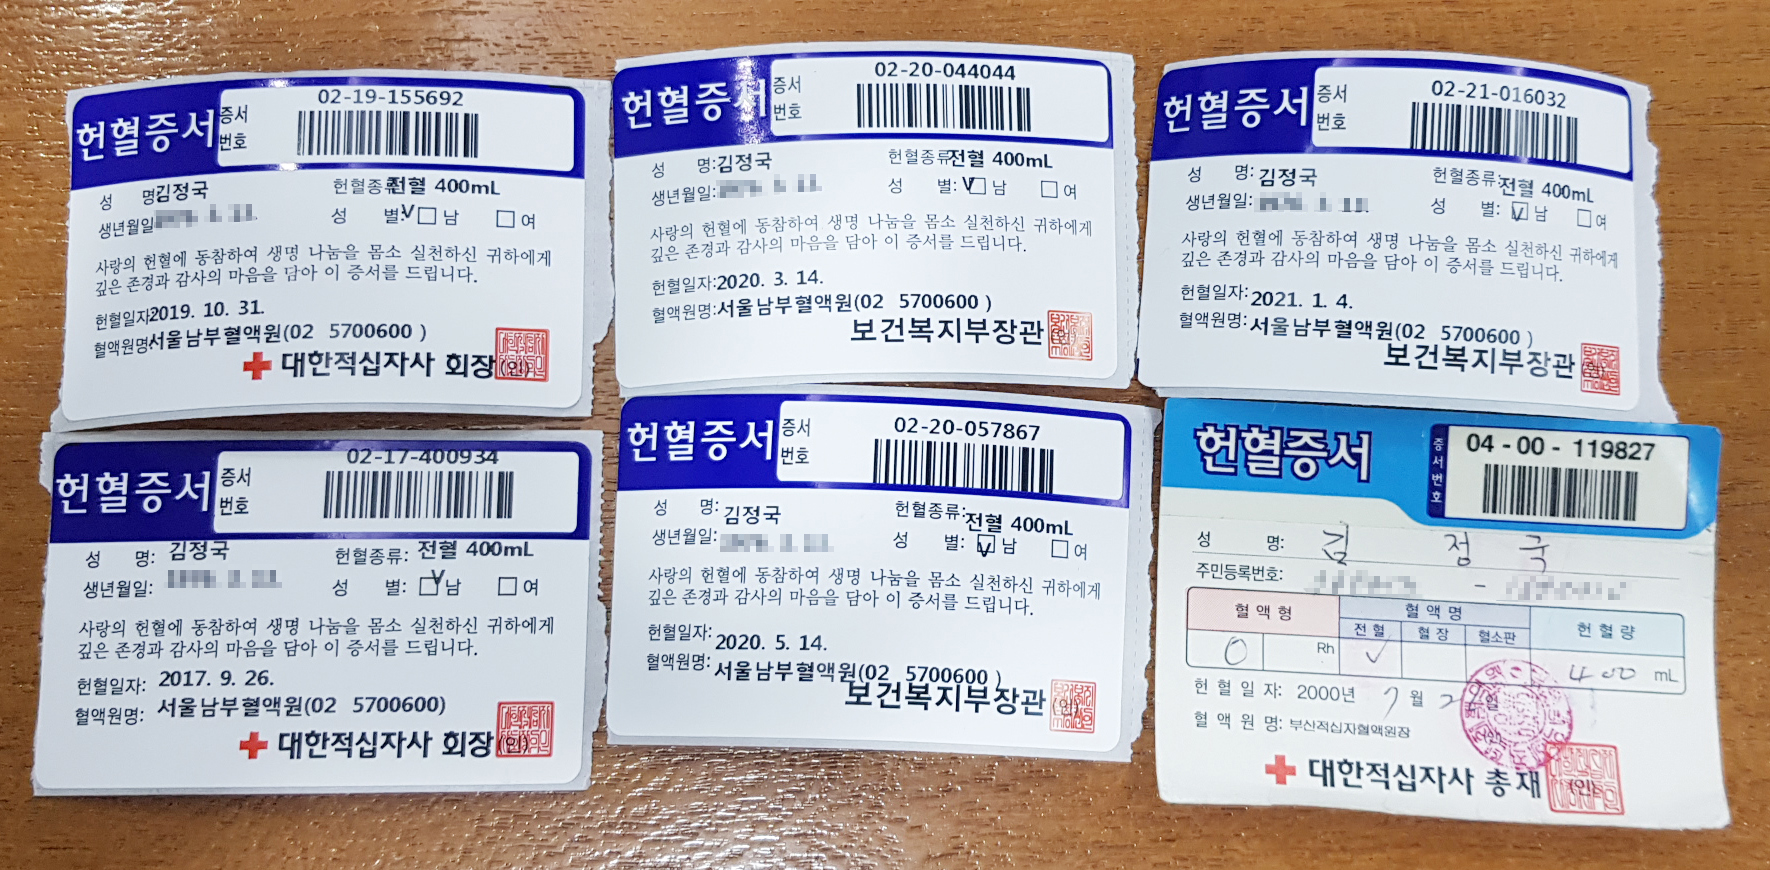 헌혈증서
증서
번호
02-19-155692
성 명 김정국
헌혈종류: 전혈 400mL
생년월일
성 별: V 남 여
사랑의 헌혈에 동참하여 생명 나눔을 몸소 실천하신 귀하에게
깊은 존경과 감사의 마음을 담아 이 증서를 드립니다.
헌혈일자 2019. 10. 31.
혈액원명: 서울남부혈액원(02 5700600 )
대한적십자사 회장(인)
헌혈증서
증서
번호
02-20-044044
성 명: 김정국
헌혈종류 전혈 400mL
생년월일:
성 별: V 남 여
사랑의 헌혈에 동참하여 생명 나눔을 몸소 실천하신 귀하에게
깊은 존경과 감사의 마음을 담아 이 증서를 드립니다.
헌혈일자: 2020. 3. 14.
혈액원명: 서울남부혈액원(02 5700600 )
보건복지부장관(인)
헌혈증서
증서
번호
02-21-016032
성 명: 김정국
헌혈종류: 전혈 400mL
생년월일:
성 별: V 남 여
사랑의 헌혈에 동참하여 생명 나눔을 몸소 실천하신 귀하에게
깊은 존경과 감사의 마음을 담아 이 증서를 드립니다.
헌혈일자: 2021. 1. 4.
혈액원명: 서울남부혈액원(02 5700600 )
보건복지부장관(인)
헌혈증서
증서
번호
02-17-400934
성 명: 김정국
헌혈종류: 전혈 400mL
생년월일:
성 별: V 남 여
사랑의 헌혈에 동참하여 생명 나눔을 몸소 실천하신 귀하에게
깊은 존경과 감사의 마음을 담아 이 증서를 드립니다.
헌혈일자: 2017. 9. 26.
혈액원명: 서울남부혈액원(02 5700600)
대한적십자사 회장(인)
헌혈증서
증서
번호
02-20-057867
성 명: 김정국
헌혈종류: 전혈 400mL
생년월일:
성 별: V 남 여
사랑의 헌혈에 동참하여 생명 나눔을 몸소 실천하신 귀하에게
깊은 존경과 감사의 마음을 담아 이 증서를 드립니다.
헌혈일자: 2020. 5. 14.
혈액원명: 서울남부혈액원(02 5700600 )
보건복지부장관(인)
헌혈증서
증서번호
04-00-119827
성 명: 김 정 국
주민등록번호: -
혈액형 혈액명 헌혈량
전혈 혈장 혈소판
O Rh V 400 mL
헌혈일자: 2000년 7월 일
혈액원명: 부산적십자혈액원장
대한적십자사 총재(인)